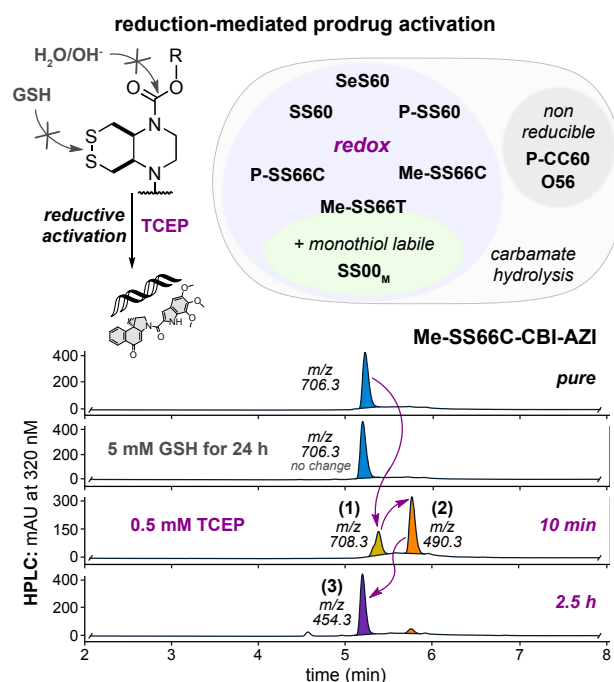 reduction-mediated prodrug activation
H₂O/OH⁻
R
O
O
GSH
N
S
S
N
reductive
activation
TCEP
O
N
O
NH
O
O
O
SeS60
SS60
P-SS60
redox
P-SS66C
Me-SS66C
Me-SS66T
+ monothiol labile
SS00M
non
reducible
P-CC60
O56
carbamate
hydrolysis
Me-SS66C-CBI-AZI
HPLC: mAU at 320 nM
400
200
0
m/z
706.3
pure
400
200
0
5 mM GSH for 24 h
m/z
706.3
no change
300
150
0
0.5 mM TCEP
(1)
m/z
708.3
(2)
m/z
490.3
10 min
400
200
0
(3)
m/z
454.3
2.5 h
2 3 4 5 6 7 8
time (min)